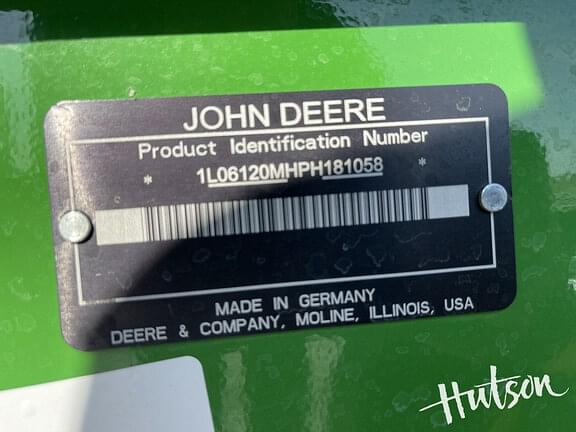 JOHN DEERE
Product Identification Number
* 1L06120MHPH181058 *
MADE IN GERMANY
DEERE & COMPANY, MOLINE, ILLINOIS, USA
Hutson